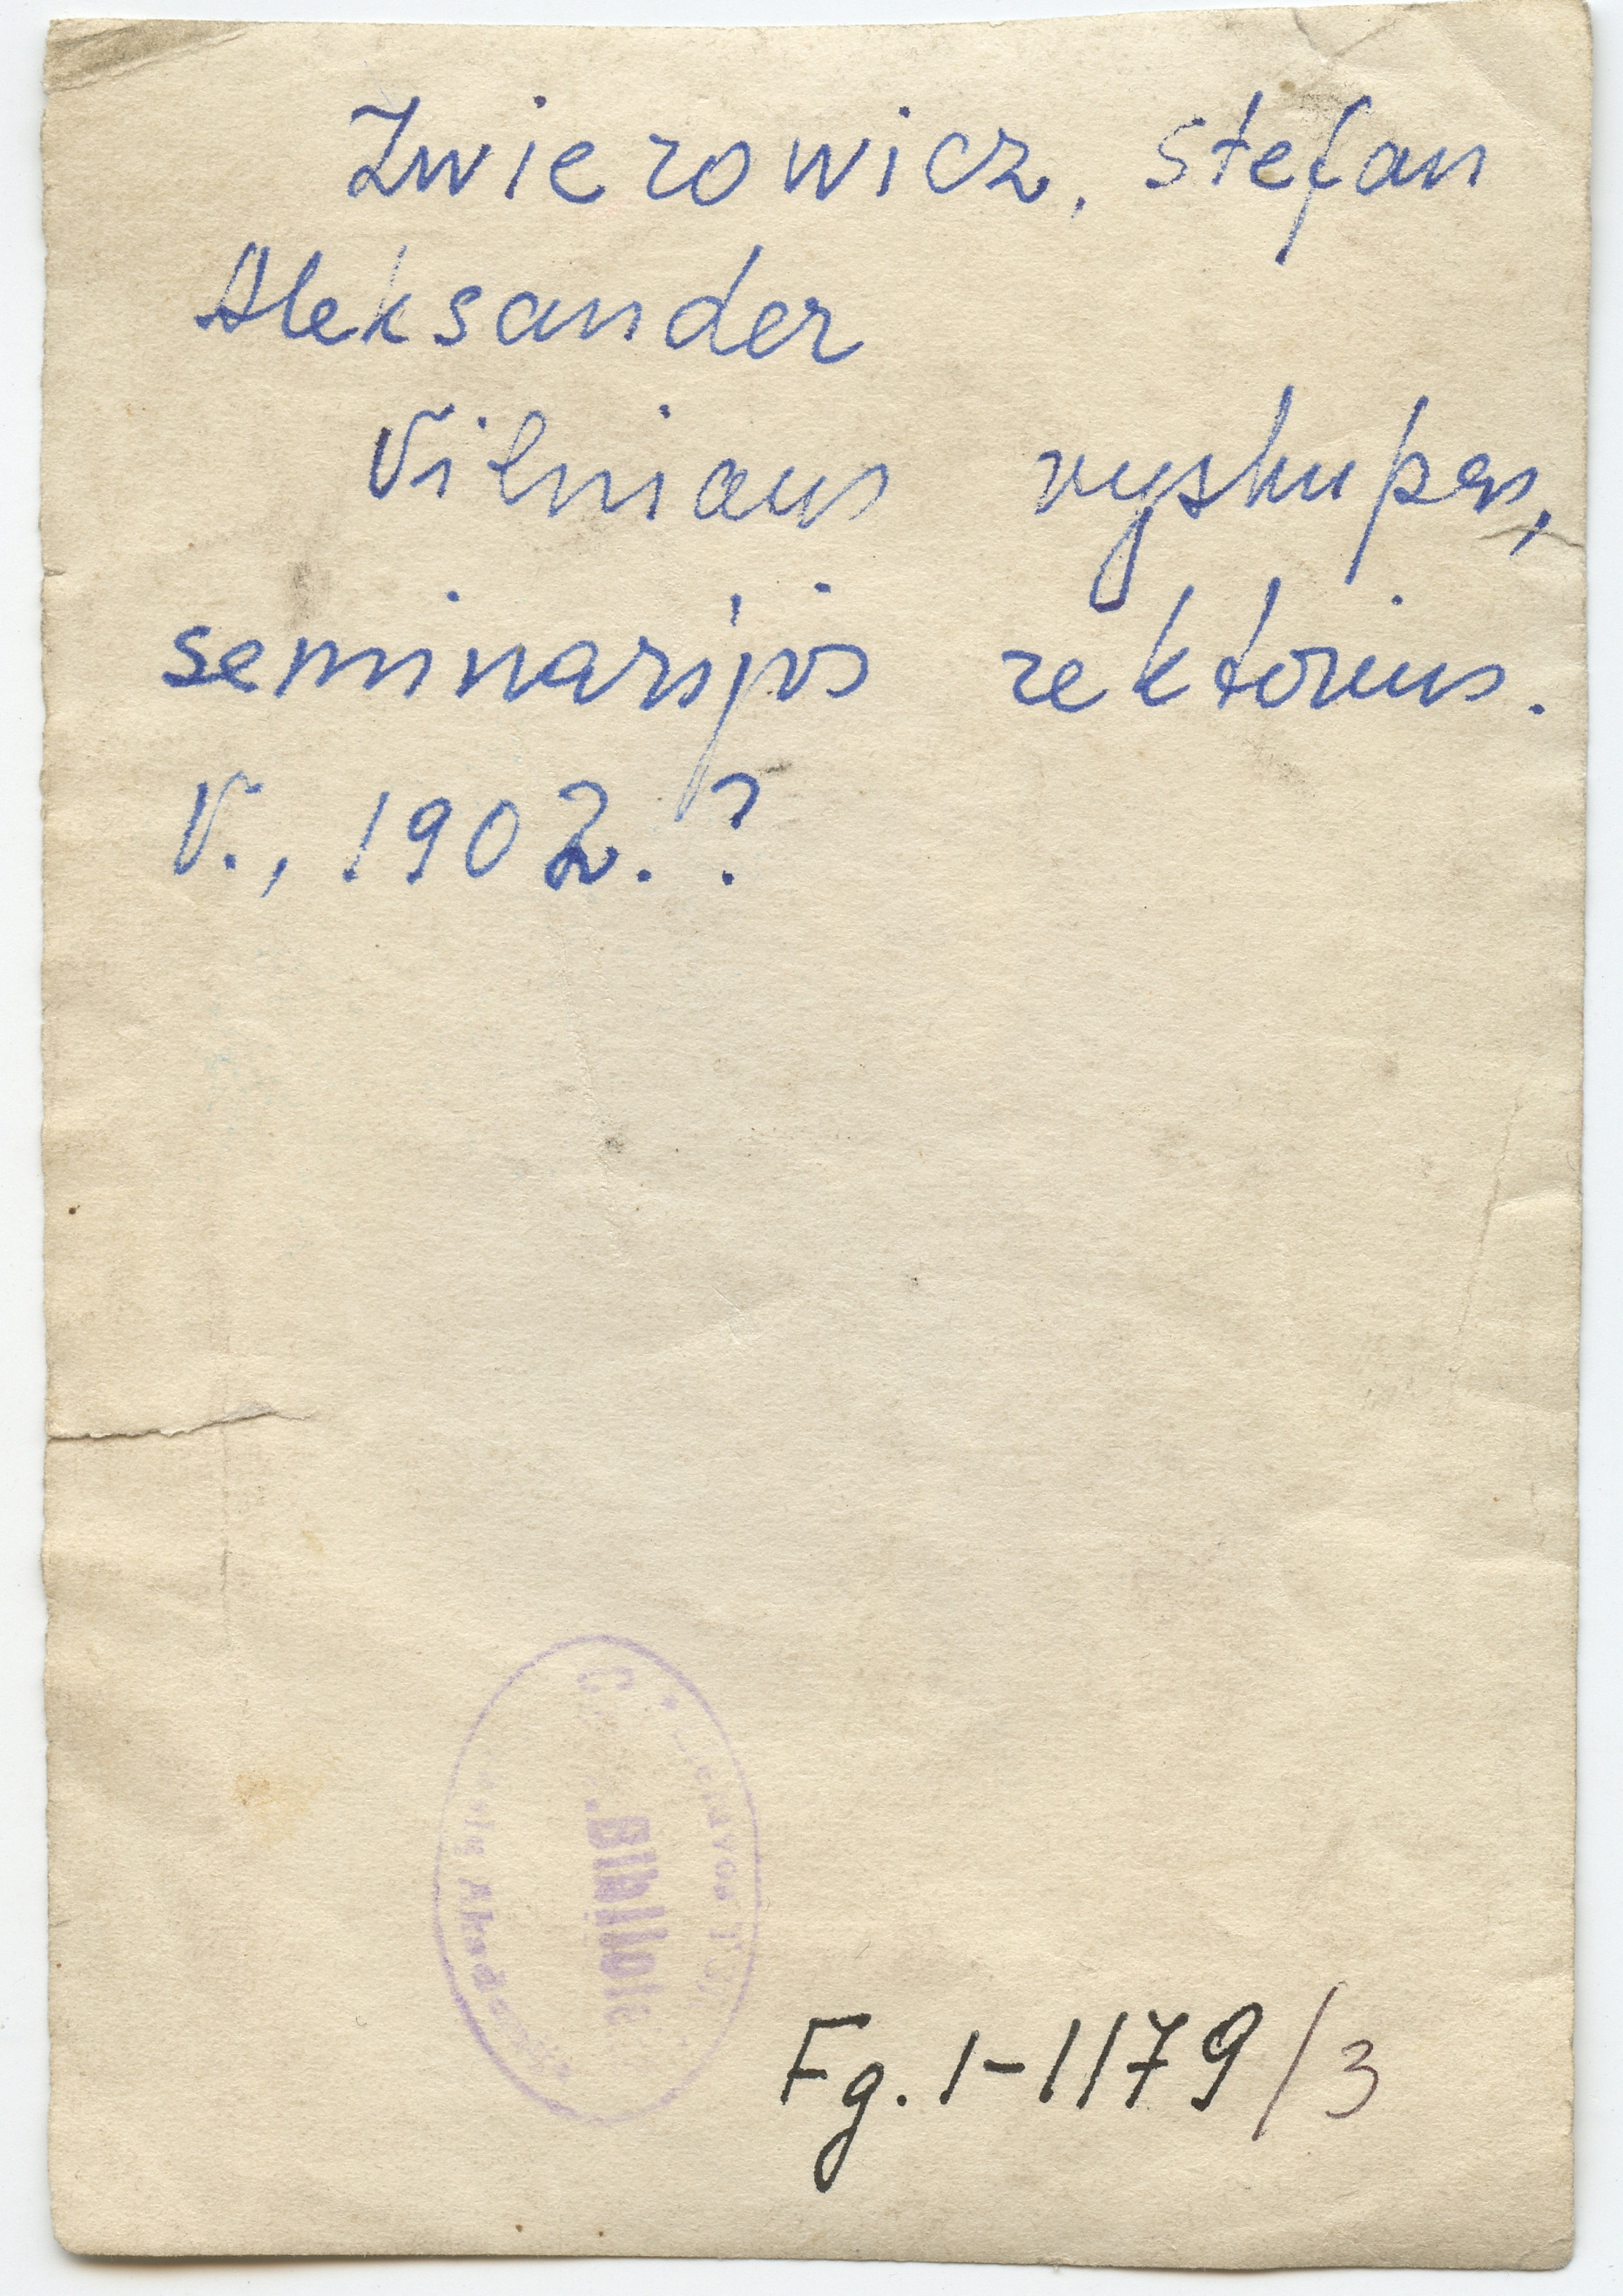 Zwierowicz, Stefan
Aleksander
Vilniaus vyskupas,
seminarijos rektorius.
V., 1902.?
Fg. 1-1179/3